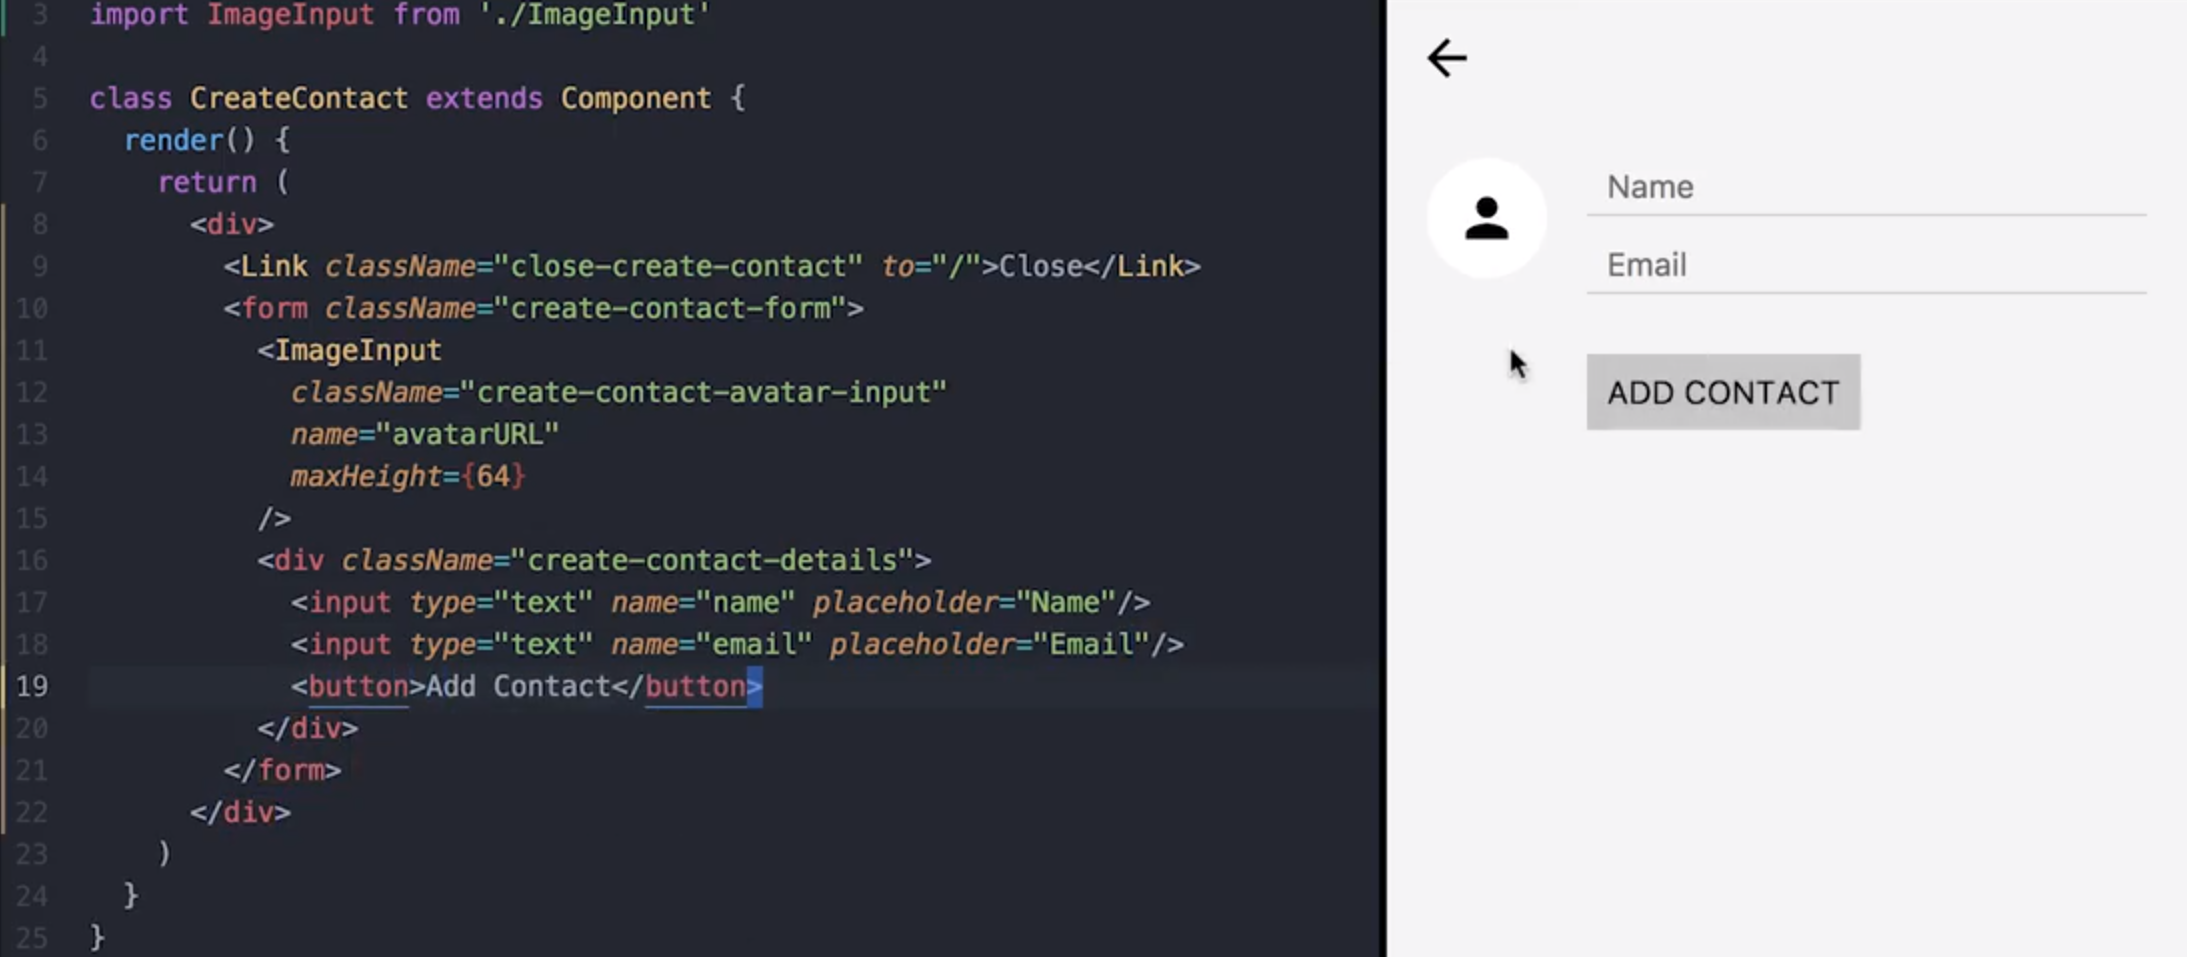 3 import ImageInput from './ImageInput'
4
5 class CreateContact extends Component {
6 render() {
7 return (
8 <div>
9 <Link className="close-create-contact" to="/">Close</Link>
10 <form className="create-contact-form">
11 <ImageInput
12 className="create-contact-avatar-input"
13 name="avatarURL"
14 maxHeight={64}
15 />
16 <div className="create-contact-details">
17 <input type="text" name="name" placeholder="Name"/>
18 <input type="text" name="email" placeholder="Email"/>
19 <button>Add Contact</button>
20 </div>
21 </form>
22 </div>
23 )
24 }
25 }
Name
Email
ADD CONTACT